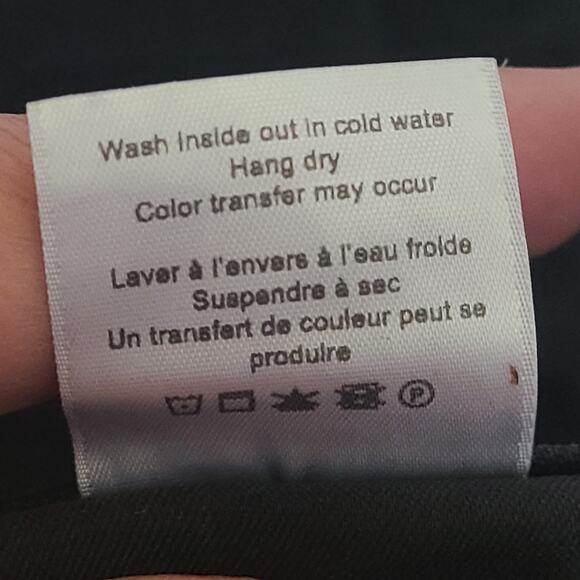 Wash inside out in cold water
Hang dry
Color transfer may occur
Laver à l'envers à l'eau froide
Suspendre à sec
Un transfert de couleur peut se
produire
P